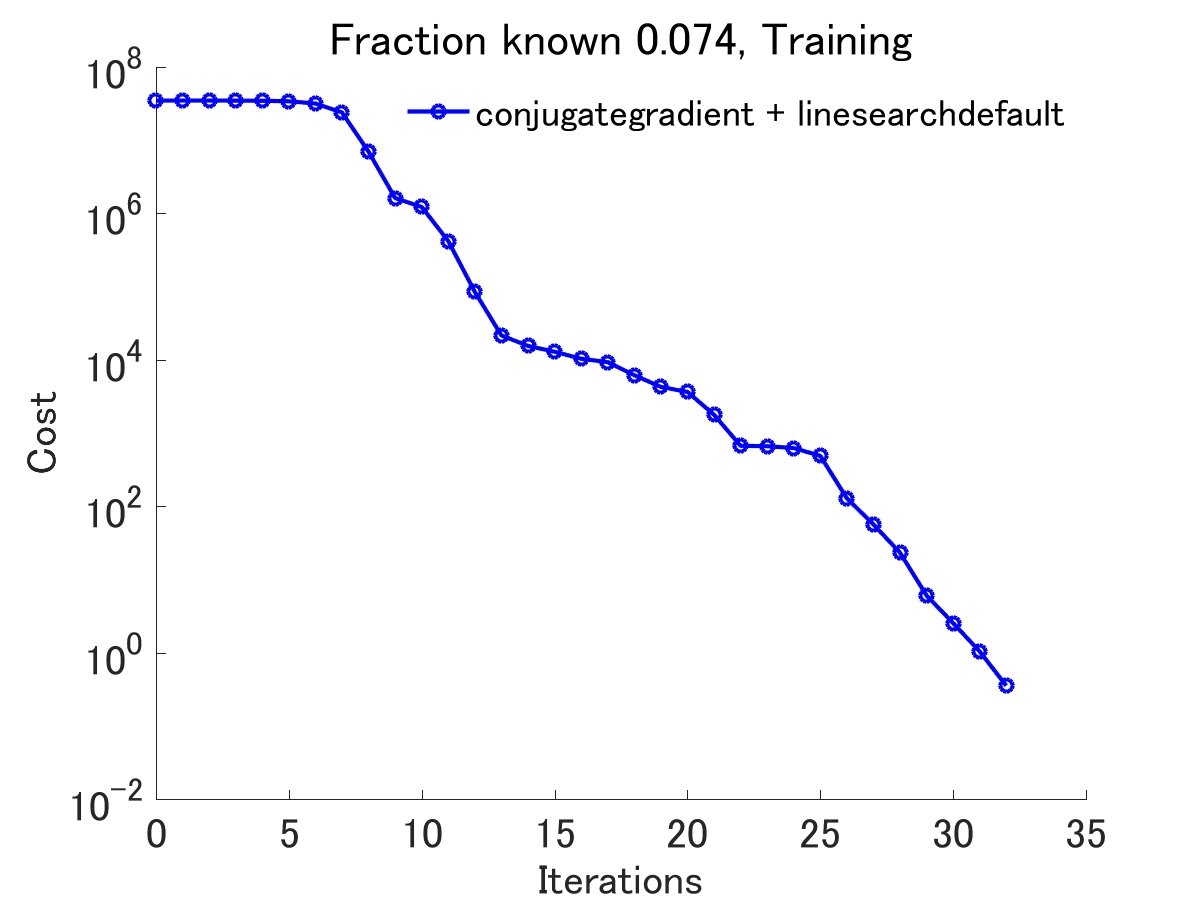 Fraction known 0.074, Training
conjugategradient + linesearchdefault
10^8
10^6
10^4
10^2
10^0
10^-2
Cost
0 5 10 15 20 25 30 35
Iterations